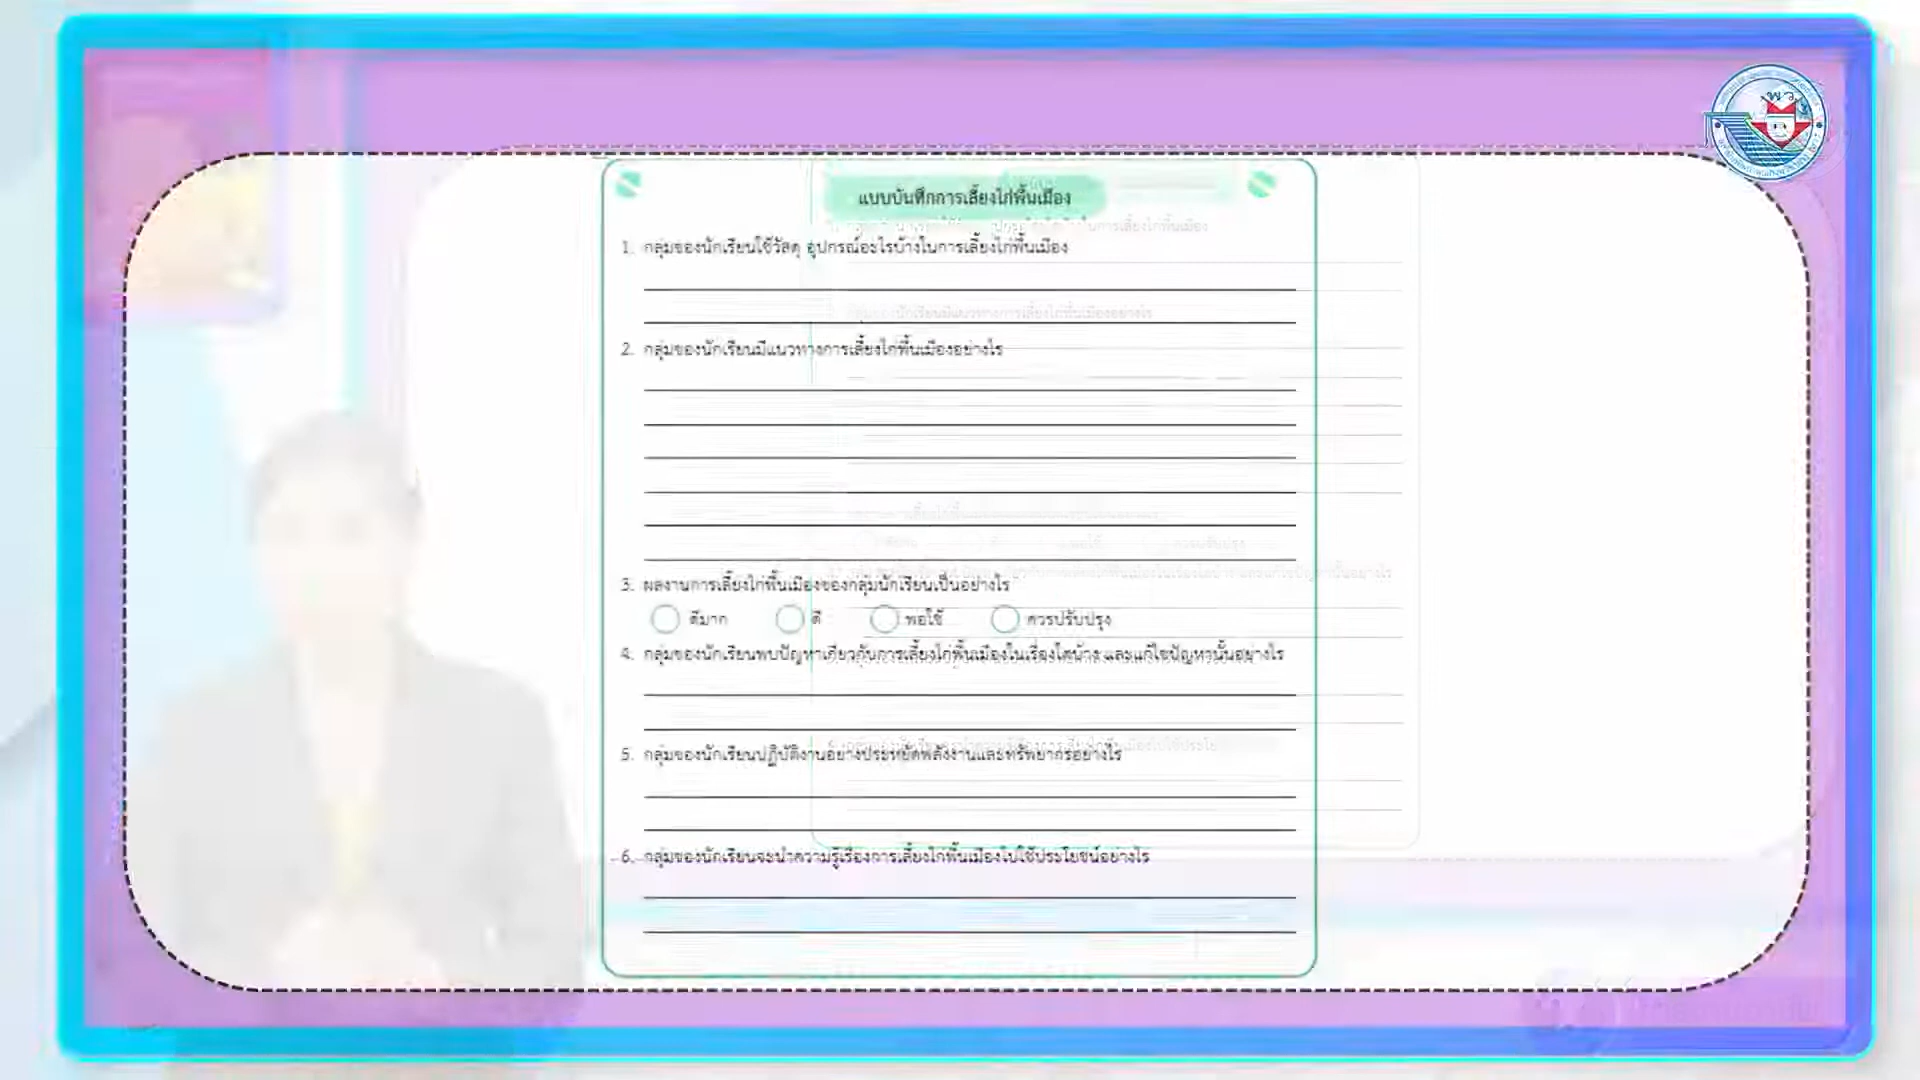 พว
แบบบันทึกการเลี้ยงไก่พื้นเมือง
1. กลุ่มของนักเรียนใช้วัสดุ อุปกรณ์อะไรบ้างในการเลี้ยงไก่พื้นเมือง
2. กลุ่มของนักเรียนมีแนวทางการเลี้ยงไก่พื้นเมืองอย่างไร
3. ผลงานการเลี้ยงไก่พื้นเมืองของกลุ่มนักเรียนเป็นอย่างไร
ดีมาก ดี พอใช้ ควรปรับปรุง
4. กลุ่มของนักเรียนพบปัญหาเกี่ยวกับการเลี้ยงไก่พื้นเมืองในเรื่องใดบ้าง และแก้ไขปัญหานั้นอย่างไร
5. กลุ่มของนักเรียนปฏิบัติงานอย่างประหยัดพลังงานและทรัพยากรอย่างไร
6. กลุ่มของนักเรียนจะนำความรู้เรื่องการเลี้ยงไก่พื้นเมืองไปใช้ประโยชน์อย่างไร